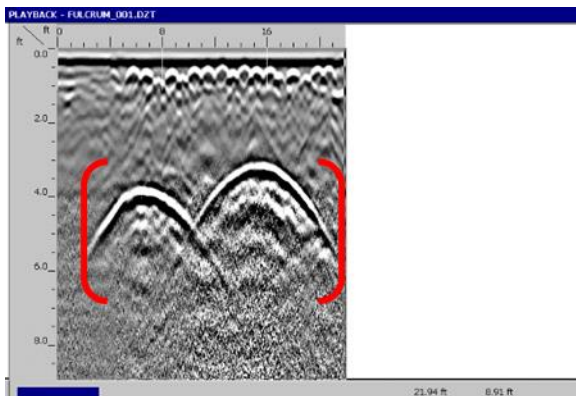 PLAYBACK - FULCRUM_001.DZT
ft
ft
0 8 16
0.0
2.0
4.0
6.0
8.0
21.94 ft 8.91 ft